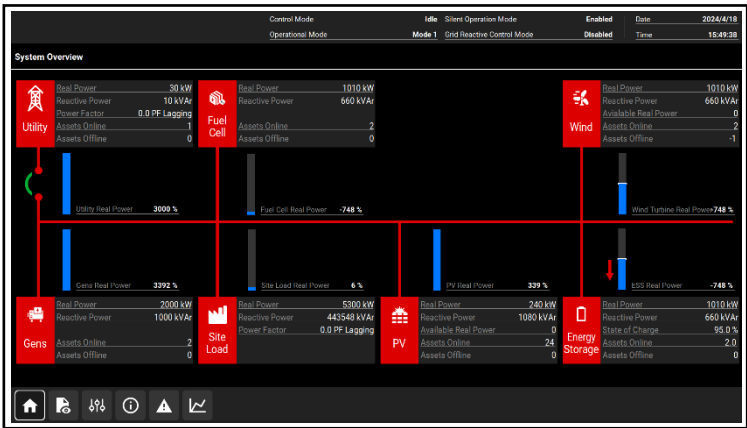 Control Mode Idle Silent Operation Mode Enabled Date 2024/4/18
Operational Mode Mode 1 Grid Reactive Control Mode Disabled Time 15:49:38
System Overview
Utility
Real Power 30 kW
Reactive Power 10 kVAr
Power Factor 0.0 PF Lagging
Assets Online 1
Assets Offline 0
Fuel
Cell
Real Power 1010 kW
Reactive Power 660 kVAr
Assets Online 2
Assets Offline 0
Wind
Real Power 1010 kW
Reactive Power 660 kVAr
Avialable Real Power 0
Assets Online 2
Assets Offline -1
Utility Real Power 3000 %
Fuel Cell Real Power -748 %
Wind Turbine Real Power -748 %
Gens Real Power 3392 %
Site Load Real Power 6 %
PV Real Power 339 %
ESS Real Power -748 %
Gens
Real Power 2000 kW
Reactive Power 1000 kVAr
Assets Online 2
Assets Offline 0
Site
Load
Real Power 5300 kW
Reactive Power 443548 kVAr
Power Factor 0.0 PF Lagging
PV
Real Power 240 kW
Reactive Power 1080 kVAr
Available Real Power 0
Assets Online 24
Assets Offline 0
Energy
Storage
Real Power 1010 kW
Reactive Power 660 kVAr
State of Charge 95.0 %
Assets Online 2.0
Assets Offline 0